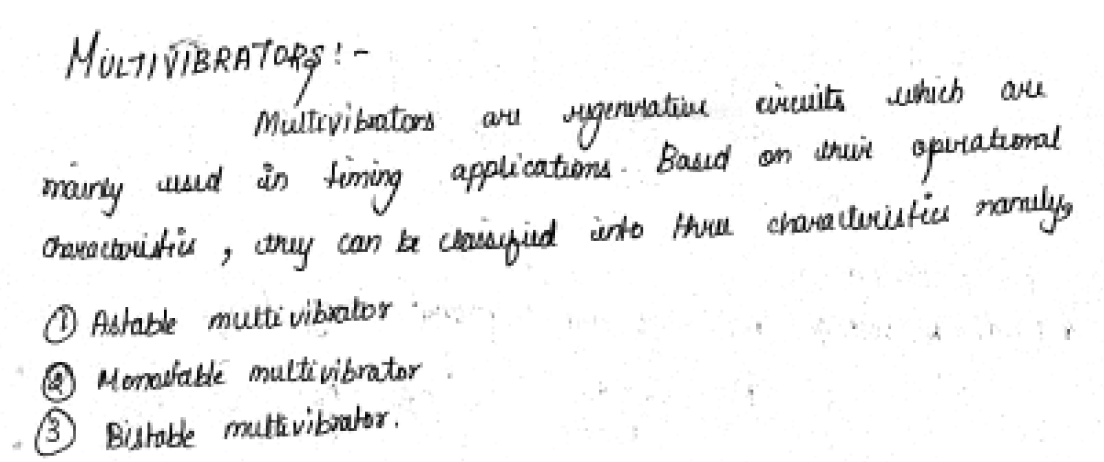 MULTIVIBRATORS:-
Multivibrators are regenerative circuits which are
mainly used in timing applications. Based on their operational
characteristics, they can be classified into three characteristics namely,
① Astable multivibrator
② Monostable multivibrator
③ Bistable multivibrator.